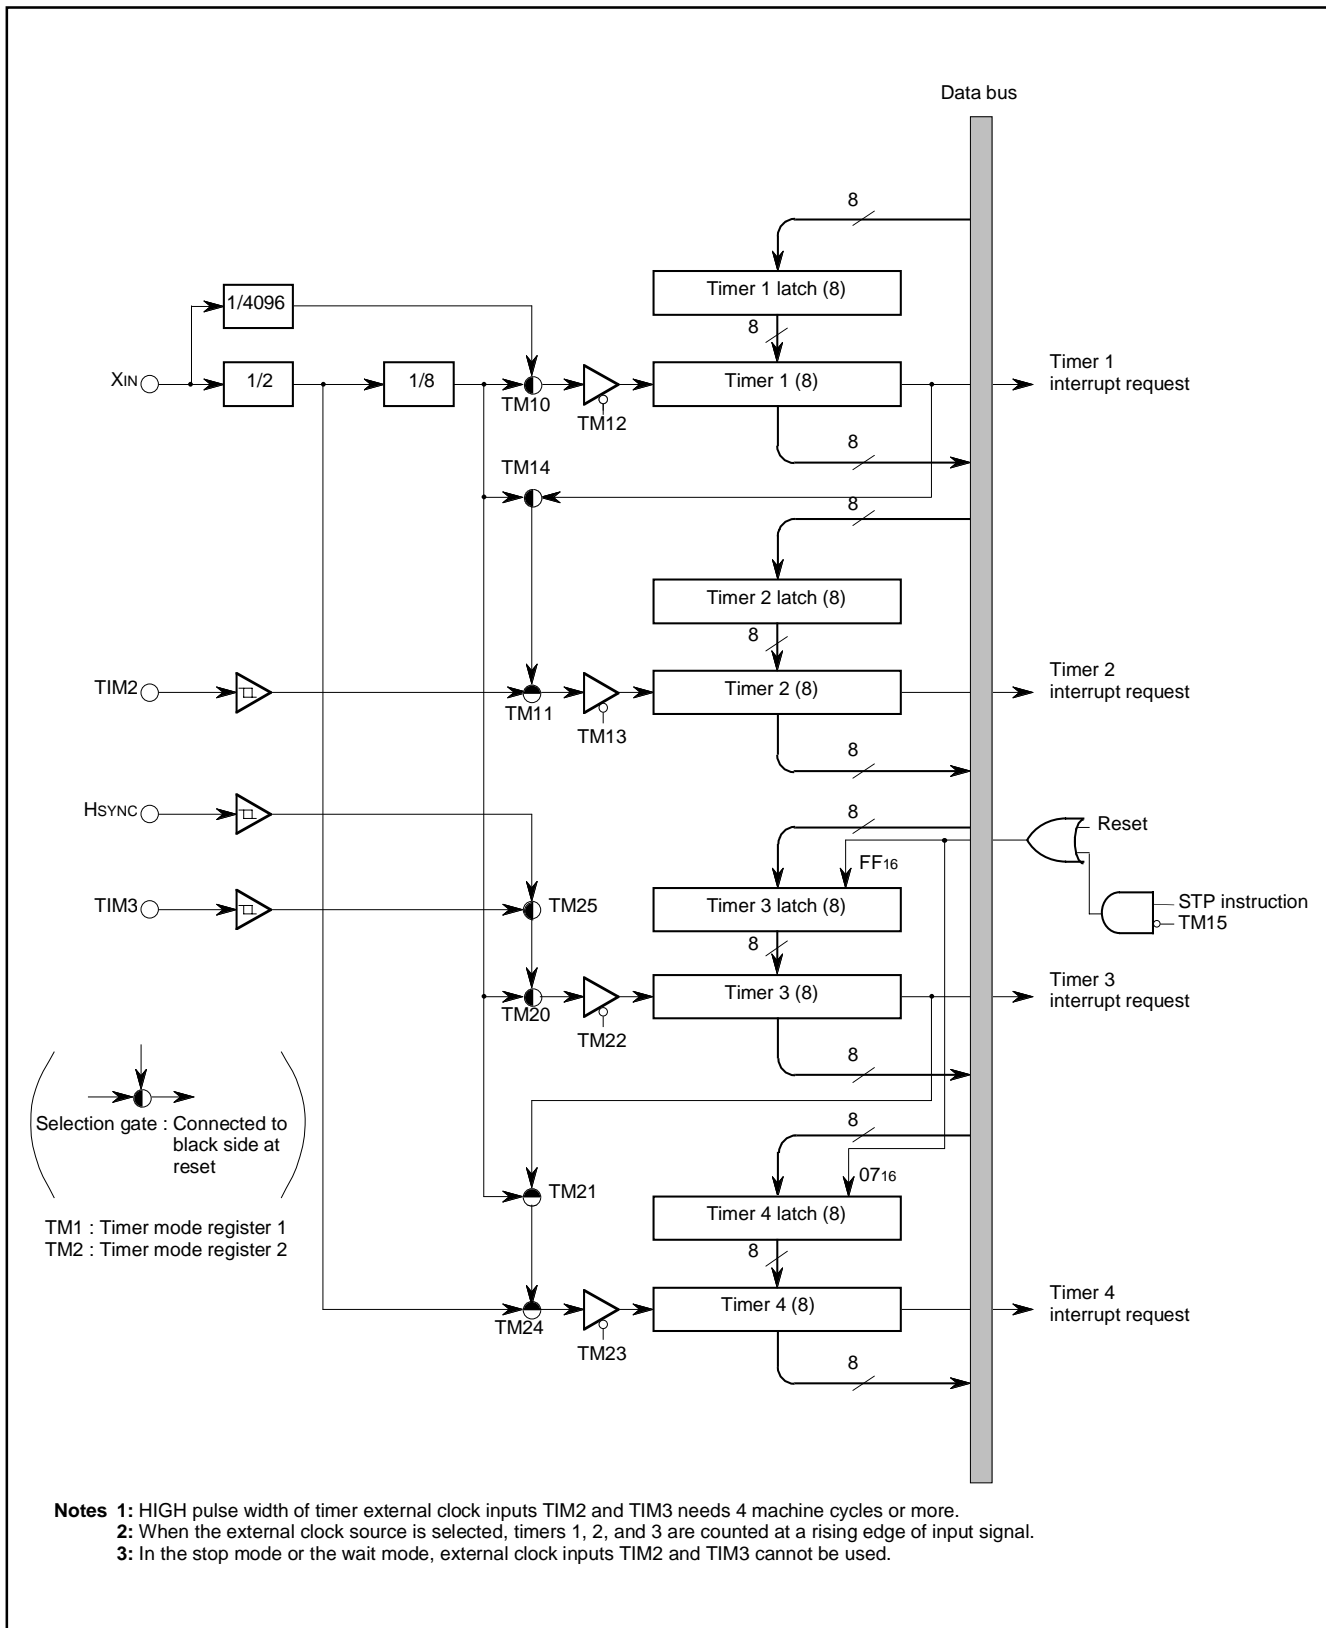 Data bus
8
Timer 1 latch (8)
1/4096
8
XIN
1/2
1/8
TM10
TM12
Timer 1 (8)
Timer 1
interrupt request
8
TM14
8
Timer 2 latch (8)
8
TIM2
TM11
TM13
Timer 2 (8)
Timer 2
interrupt request
8
HSYNC
8
Reset
FF16
TIM3
TM25
Timer 3 latch (8)
STP instruction
TM15
8
TM20
TM22
Timer 3 (8)
Timer 3
interrupt request
8
Selection gate : Connected to
black side at
reset
8
0716
TM21
Timer 4 latch (8)
TM1 : Timer mode register 1
TM2 : Timer mode register 2
8
TM24
TM23
Timer 4 (8)
Timer 4
interrupt request
8
Notes 1: HIGH pulse width of timer external clock inputs TIM2 and TIM3 needs 4 machine cycles or more.
2: When the external clock source is selected, timers 1, 2, and 3 are counted at a rising edge of input signal.
3: In the stop mode or the wait mode, external clock inputs TIM2 and TIM3 cannot be used.